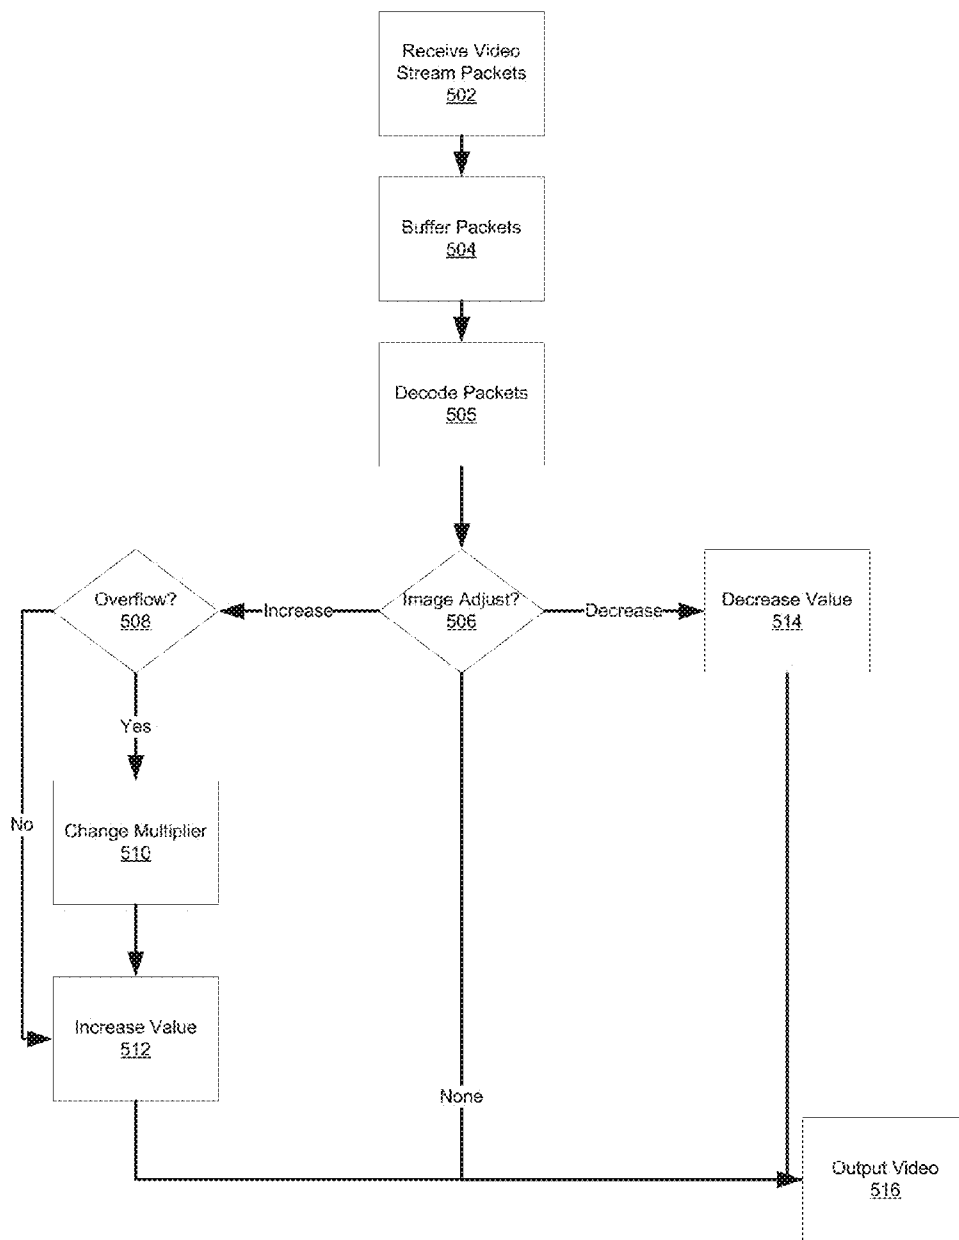 Receive Video
Stream Packets
502
Buffer Packets
504
Decode Packets
505
Overflow?
508
Increase
Image Adjust?
506
Decrease
Decrease Value
514
Yes
No
Change Multiplier
510
Increase Value
512
None
Output Video
516